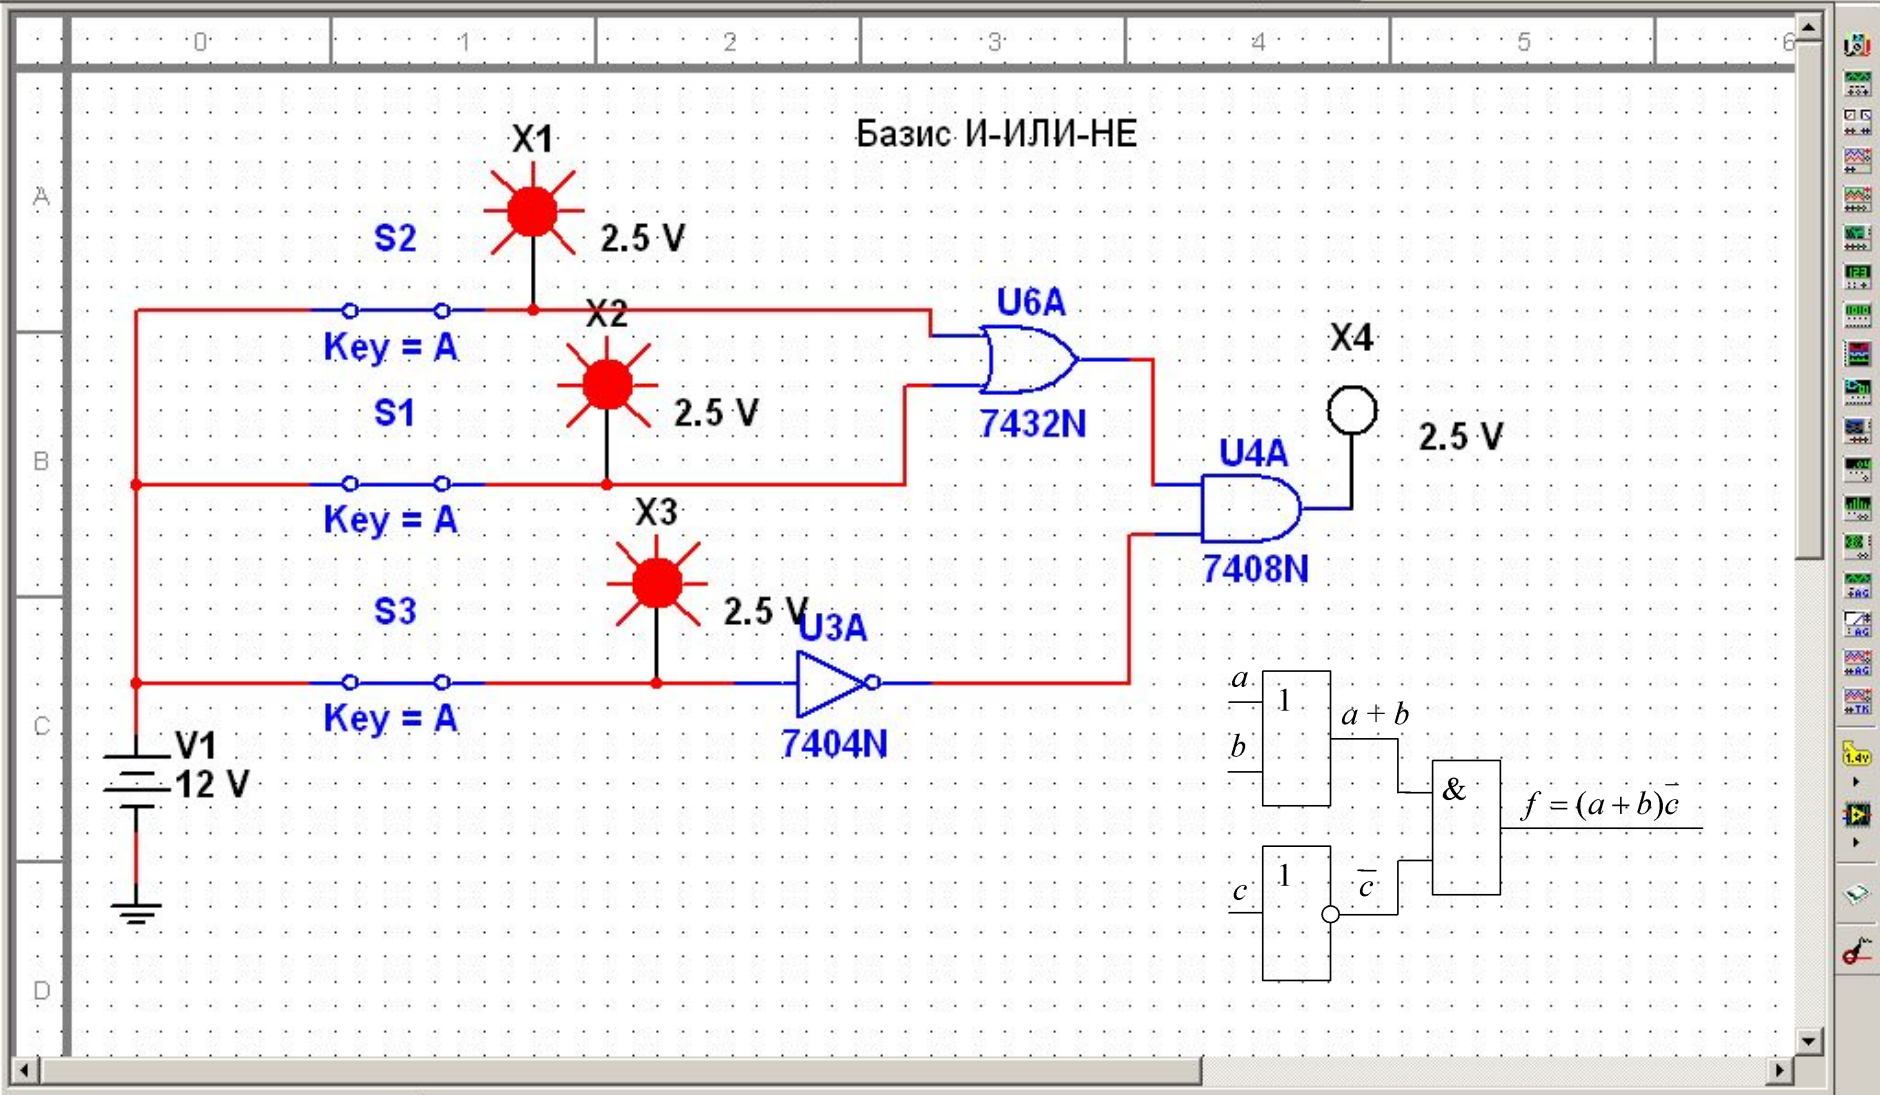 0 1 2 3 4 5 6
A
B
C
D
Базис И-ИЛИ-НЕ
X1
2.5 V
S2
Key = A
X2
2.5 V
S1
Key = A
X3
2.5 V
S3
Key = A
V1
12 V
U6A
7432N
U3A
7404N
U4A
7408N
X4
2.5 V
a
1
a + b
b
&
f = (a + b)c̅
c
1
c̅